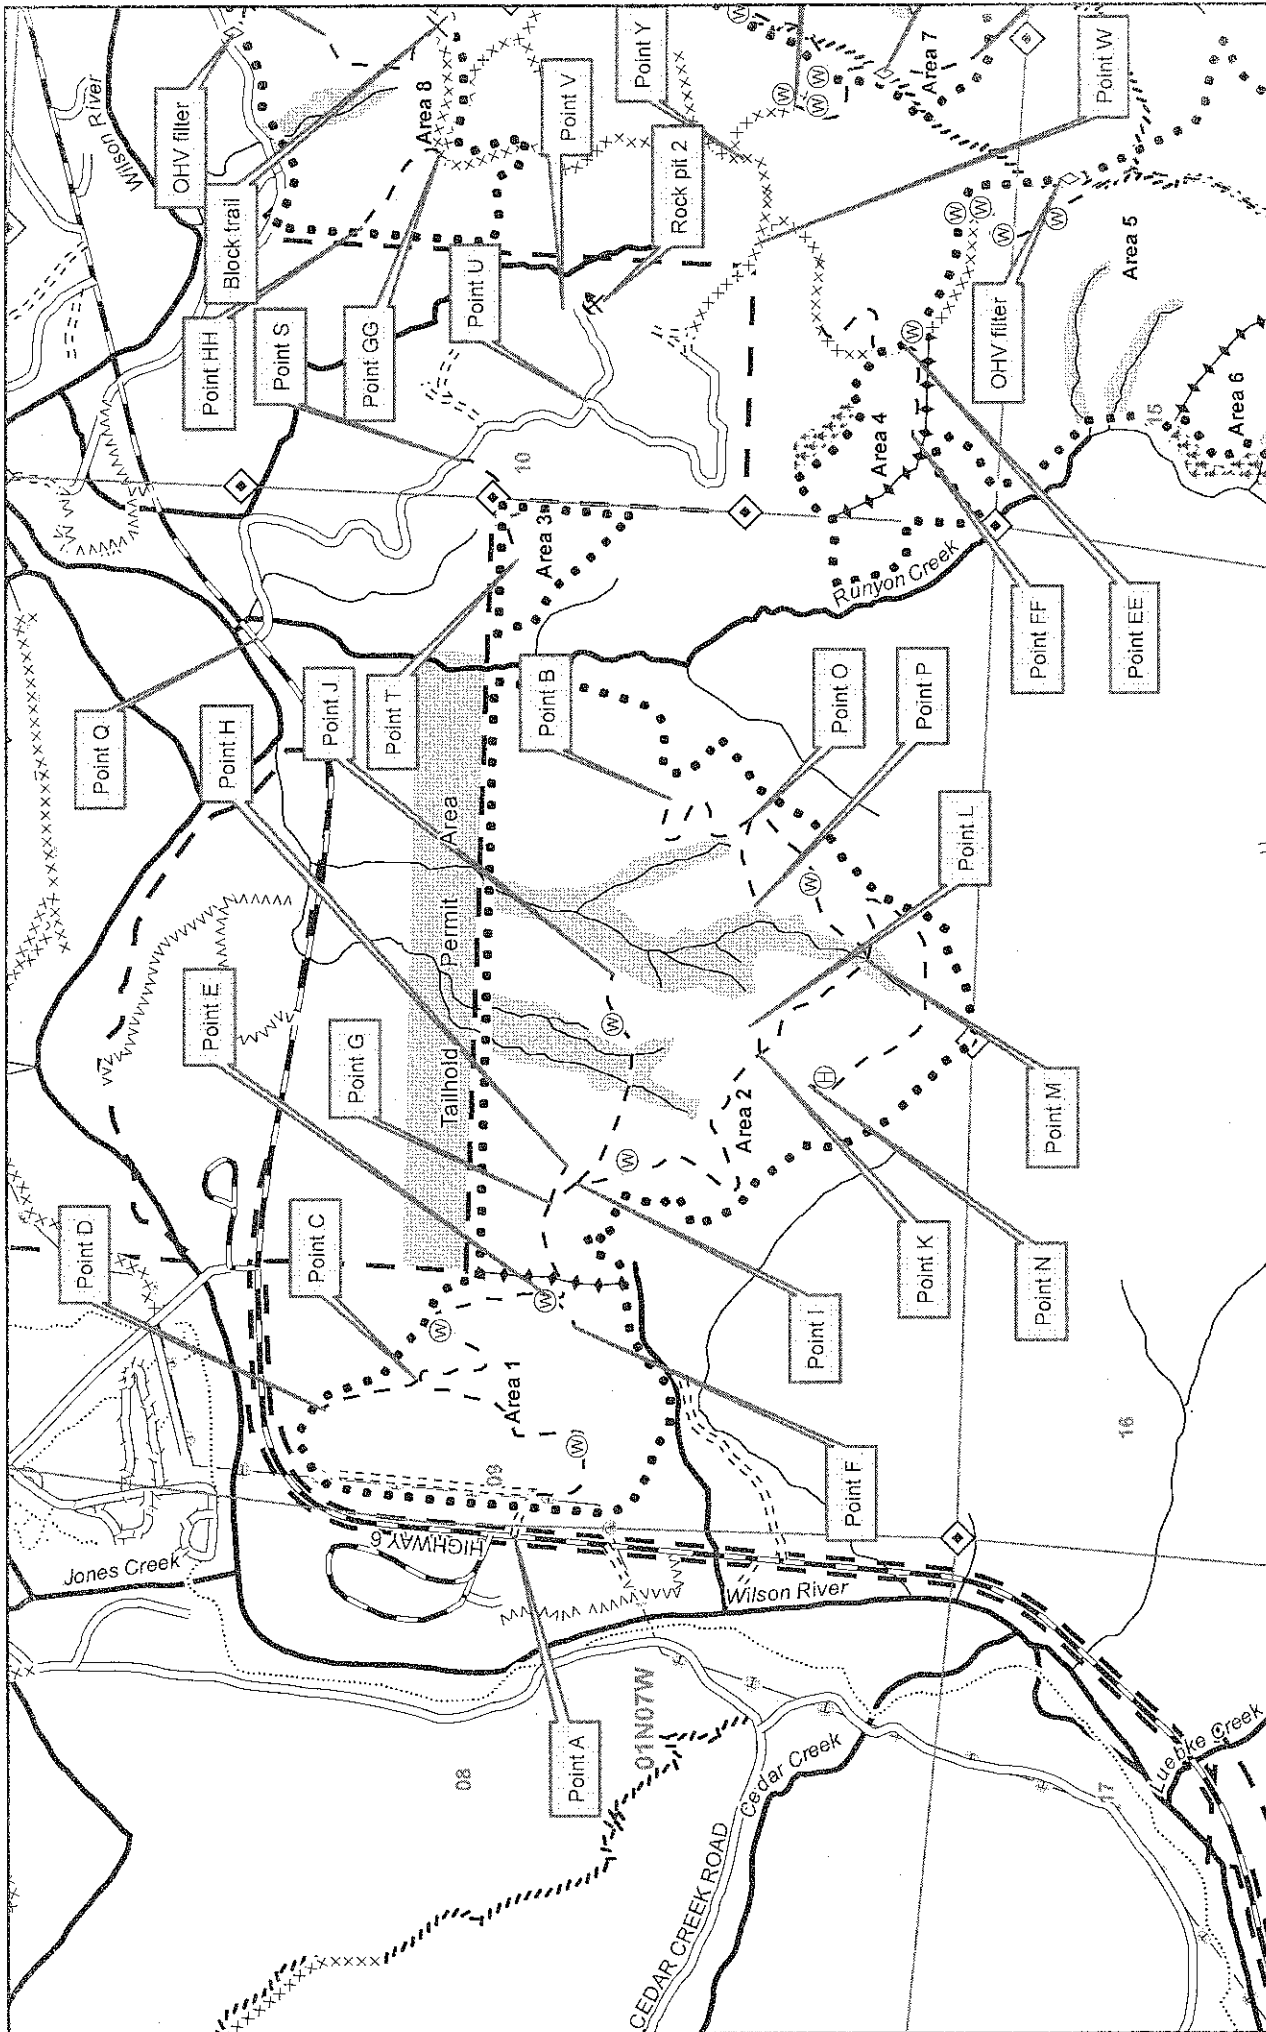 Point D
Point Q
Jones Creek
Wilson River
OHV filter
Point E
Point H
Point HH
Block trail
Point C
Point G
Point J
Point S
Point T
Point GG
HIGHWAY 6
Tailhold Permit Area
Area 8
W
08
09
Area 1
Point U
10
Point A
W
W
Point B
Area 3
Point V
W
W
Point I
Point Y
01N07W
Rock pit 2
CEDAR CREEK ROAD
Cedar Creek
Wilson River
Area 2
W
Point F
H
W
Point O
Runyon Creek
W
W
W
Point K
Point P
Area 4
W
Area 7
Point L
W
W
W
OHV filter
Point N
Point M
Point FF
W
Point W
17
16
Point EE
Area 5
15
Luebke Creek
Area 6